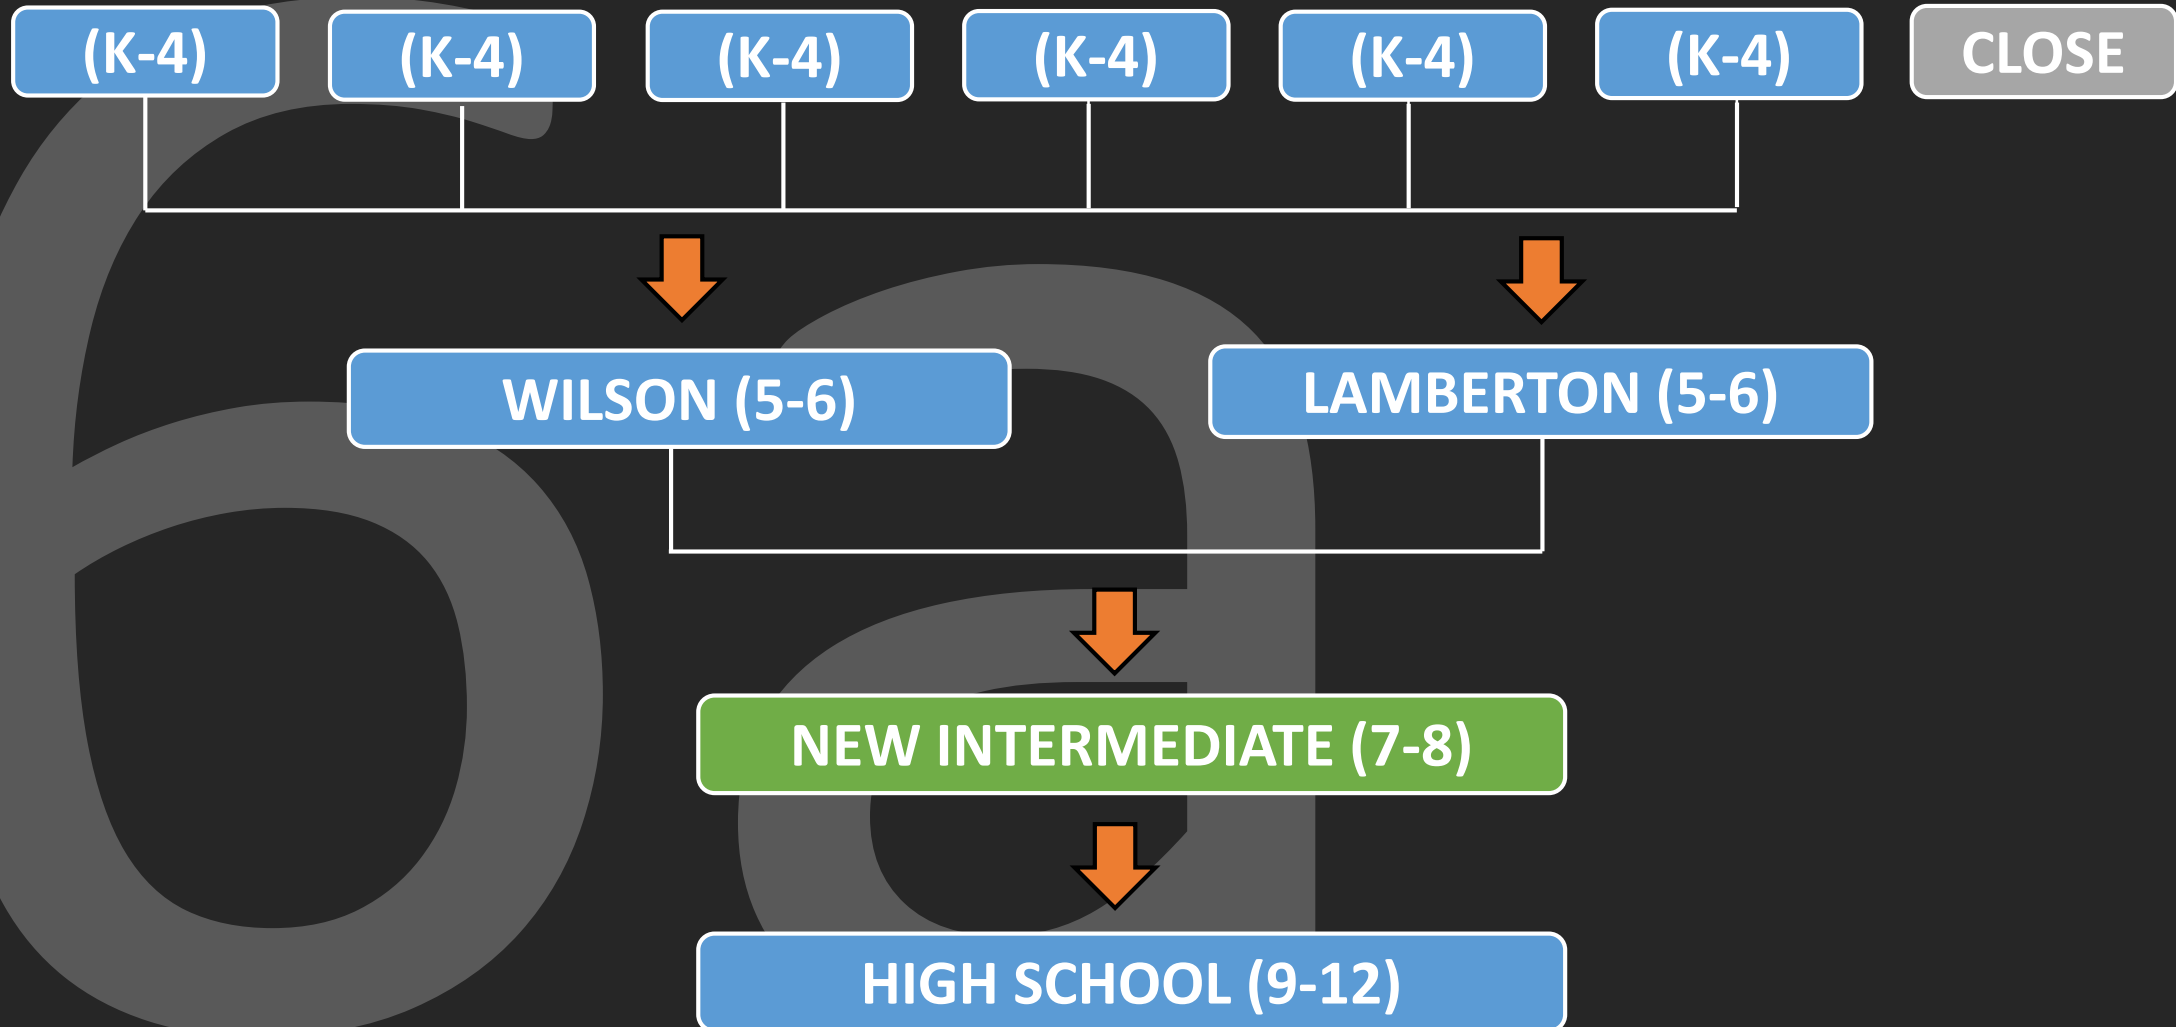 6a
(K-4)
(K-4)
(K-4)
(K-4)
(K-4)
(K-4)
CLOSE
WILSON (5-6)
LAMBERTON (5-6)
NEW INTERMEDIATE (7-8)
HIGH SCHOOL (9-12)